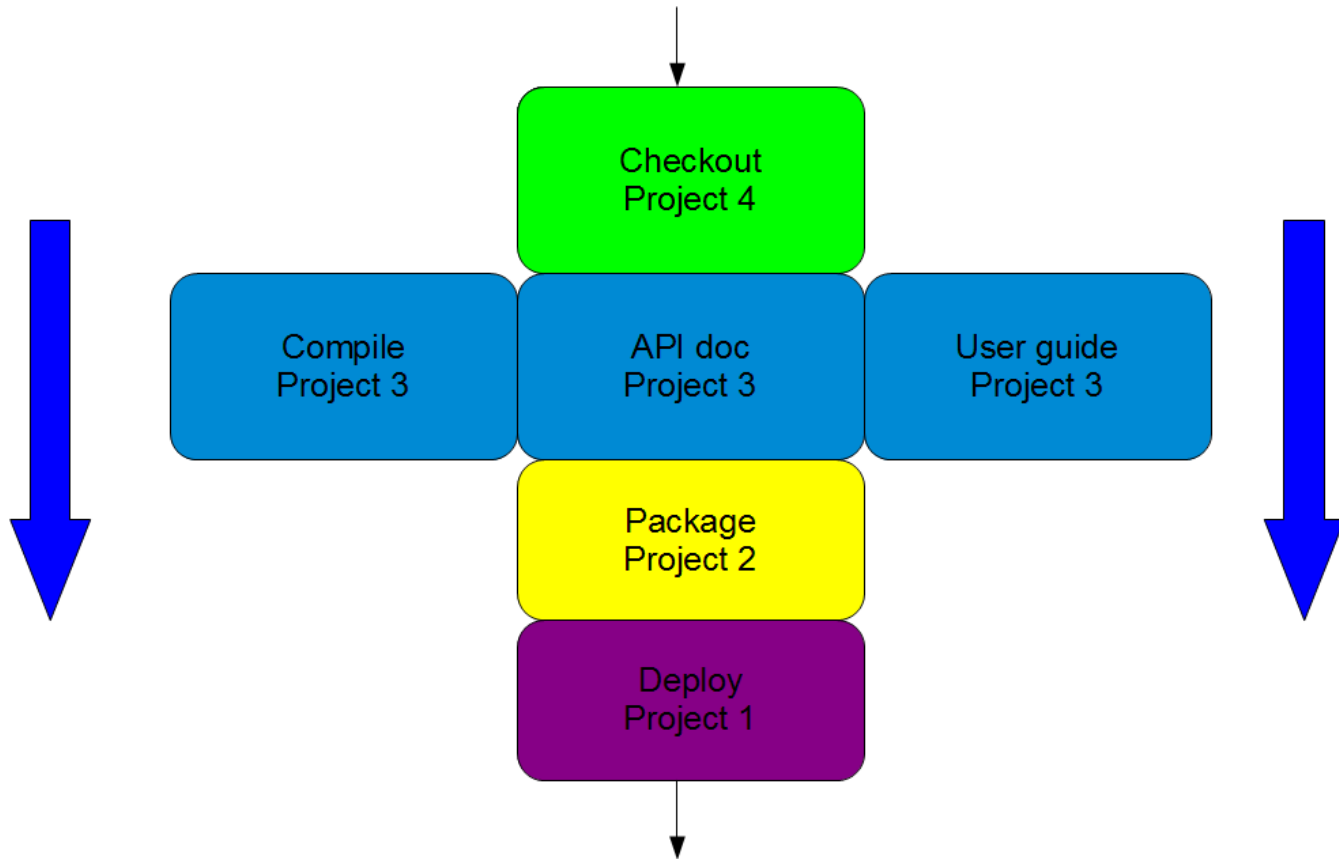 Checkout
Project 4
Compile
Project 3
API doc
Project 3
User guide
Project 3
Package
Project 2
Deploy
Project 1